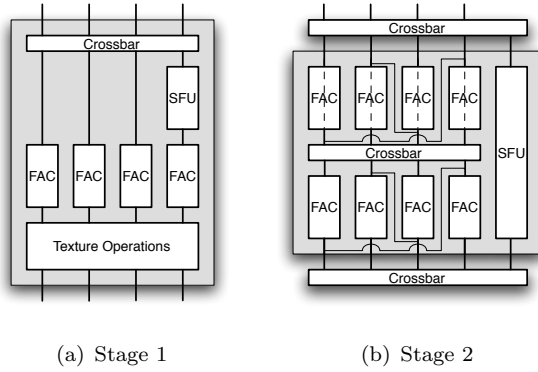 Crossbar
SFU
FAC FAC FAC FAC
Texture Operations
(a) Stage 1
Crossbar
FAC FAC FAC FAC
SFU
Crossbar
FAC FAC FAC FAC
Crossbar
(b) Stage 2